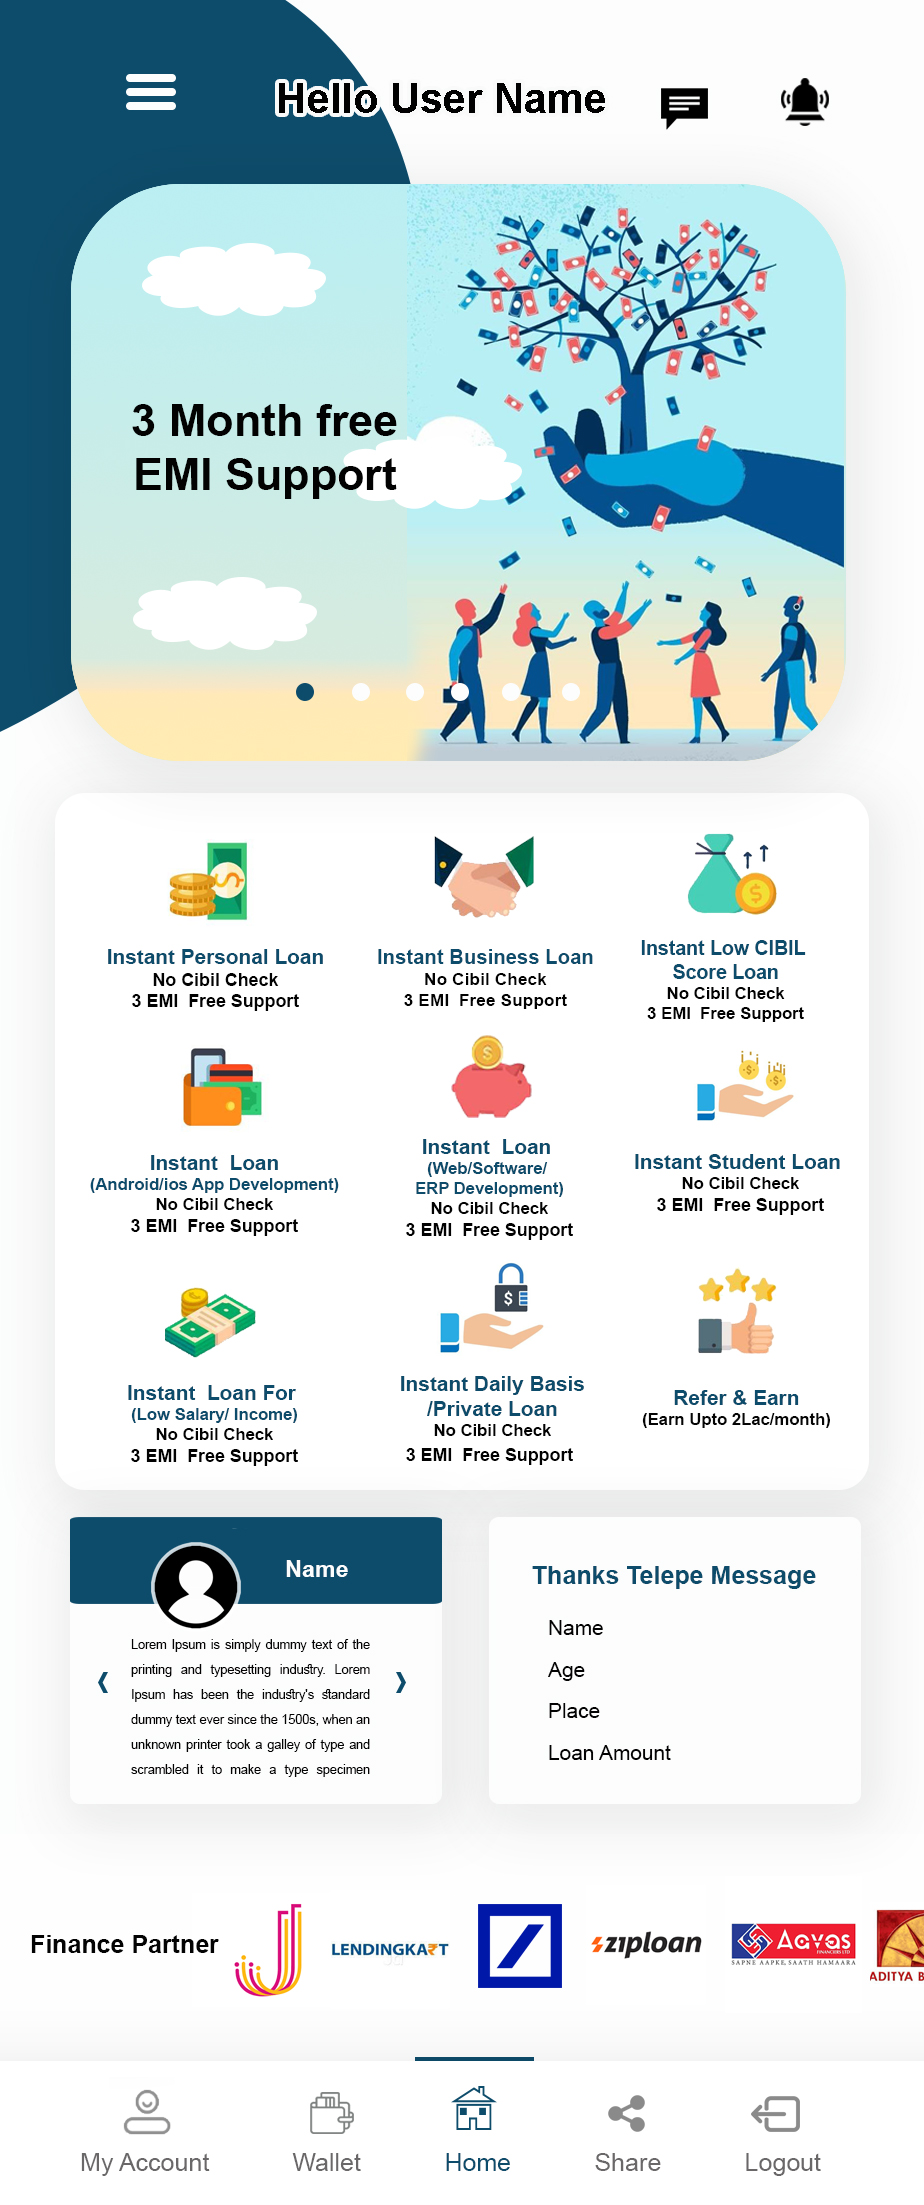 Hello User Name
3 Month free
EMI Support
Instant Personal Loan
No Cibil Check
3 EMI  Free Support
Instant Business Loan
No Cibil Check
3 EMI  Free Support
Instant Low CIBIL
Score Loan
No Cibil Check
3 EMI  Free Support
Instant  Loan
(Android/ios App Development)
No Cibil Check
3 EMI  Free Support
Instant  Loan
(Web/Software/
ERP Development)
No Cibil Check
3 EMI  Free Support
Instant Student Loan
No Cibil Check
3 EMI  Free Support
Instant  Loan For
(Low Salary/ Income)
No Cibil Check
3 EMI  Free Support
Instant Daily Basis
/Private Loan
No Cibil Check
3 EMI  Free Support
Refer & Earn
(Earn Upto 2Lac/month)
Name
Lorem Ipsum is simply dummy text of the
printing and typesetting industry. Lorem
Ipsum has been the industry's standard
dummy text ever since the 1500s, when an
unknown printer took a galley of type and
scrambled it to make a type specimen
Thanks Telepe Message
Name
Age
Place
Loan Amount
Finance Partner
LENDINGKA₹T
zıploan
Aavas
FINANCIERS LTD
SAPNE AAPKE, SAATH HAMAARA
ADITYA B
My Account
Wallet
Home
Share
Logout